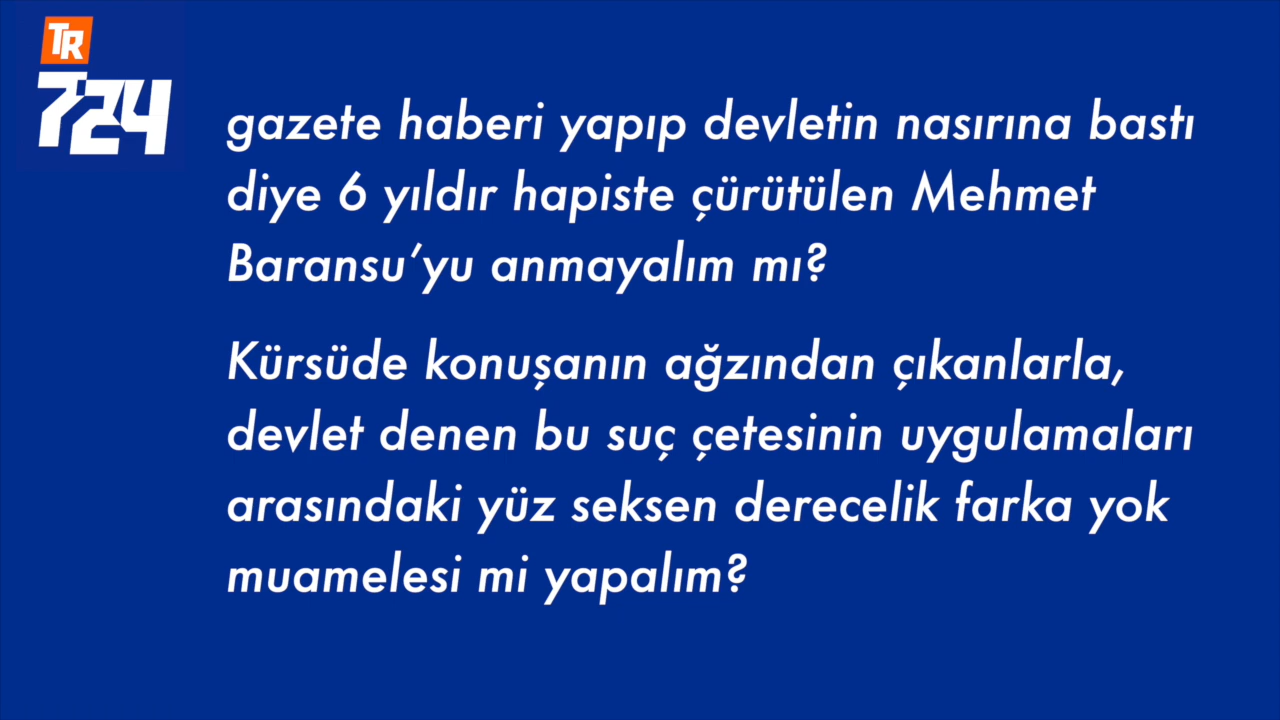 TR
724
gazete haberi yapıp devletin nasırına bastı
diye 6 yıldır hapiste çürütülen Mehmet
Baransu’yu anmayalım mı?
Kürsüde konuşanın ağzından çıkanlarla,
devlet denen bu suç çetesinin uygulamaları
arasındaki yüz seksen derecelik farka yok
muamelesi mi yapalım?